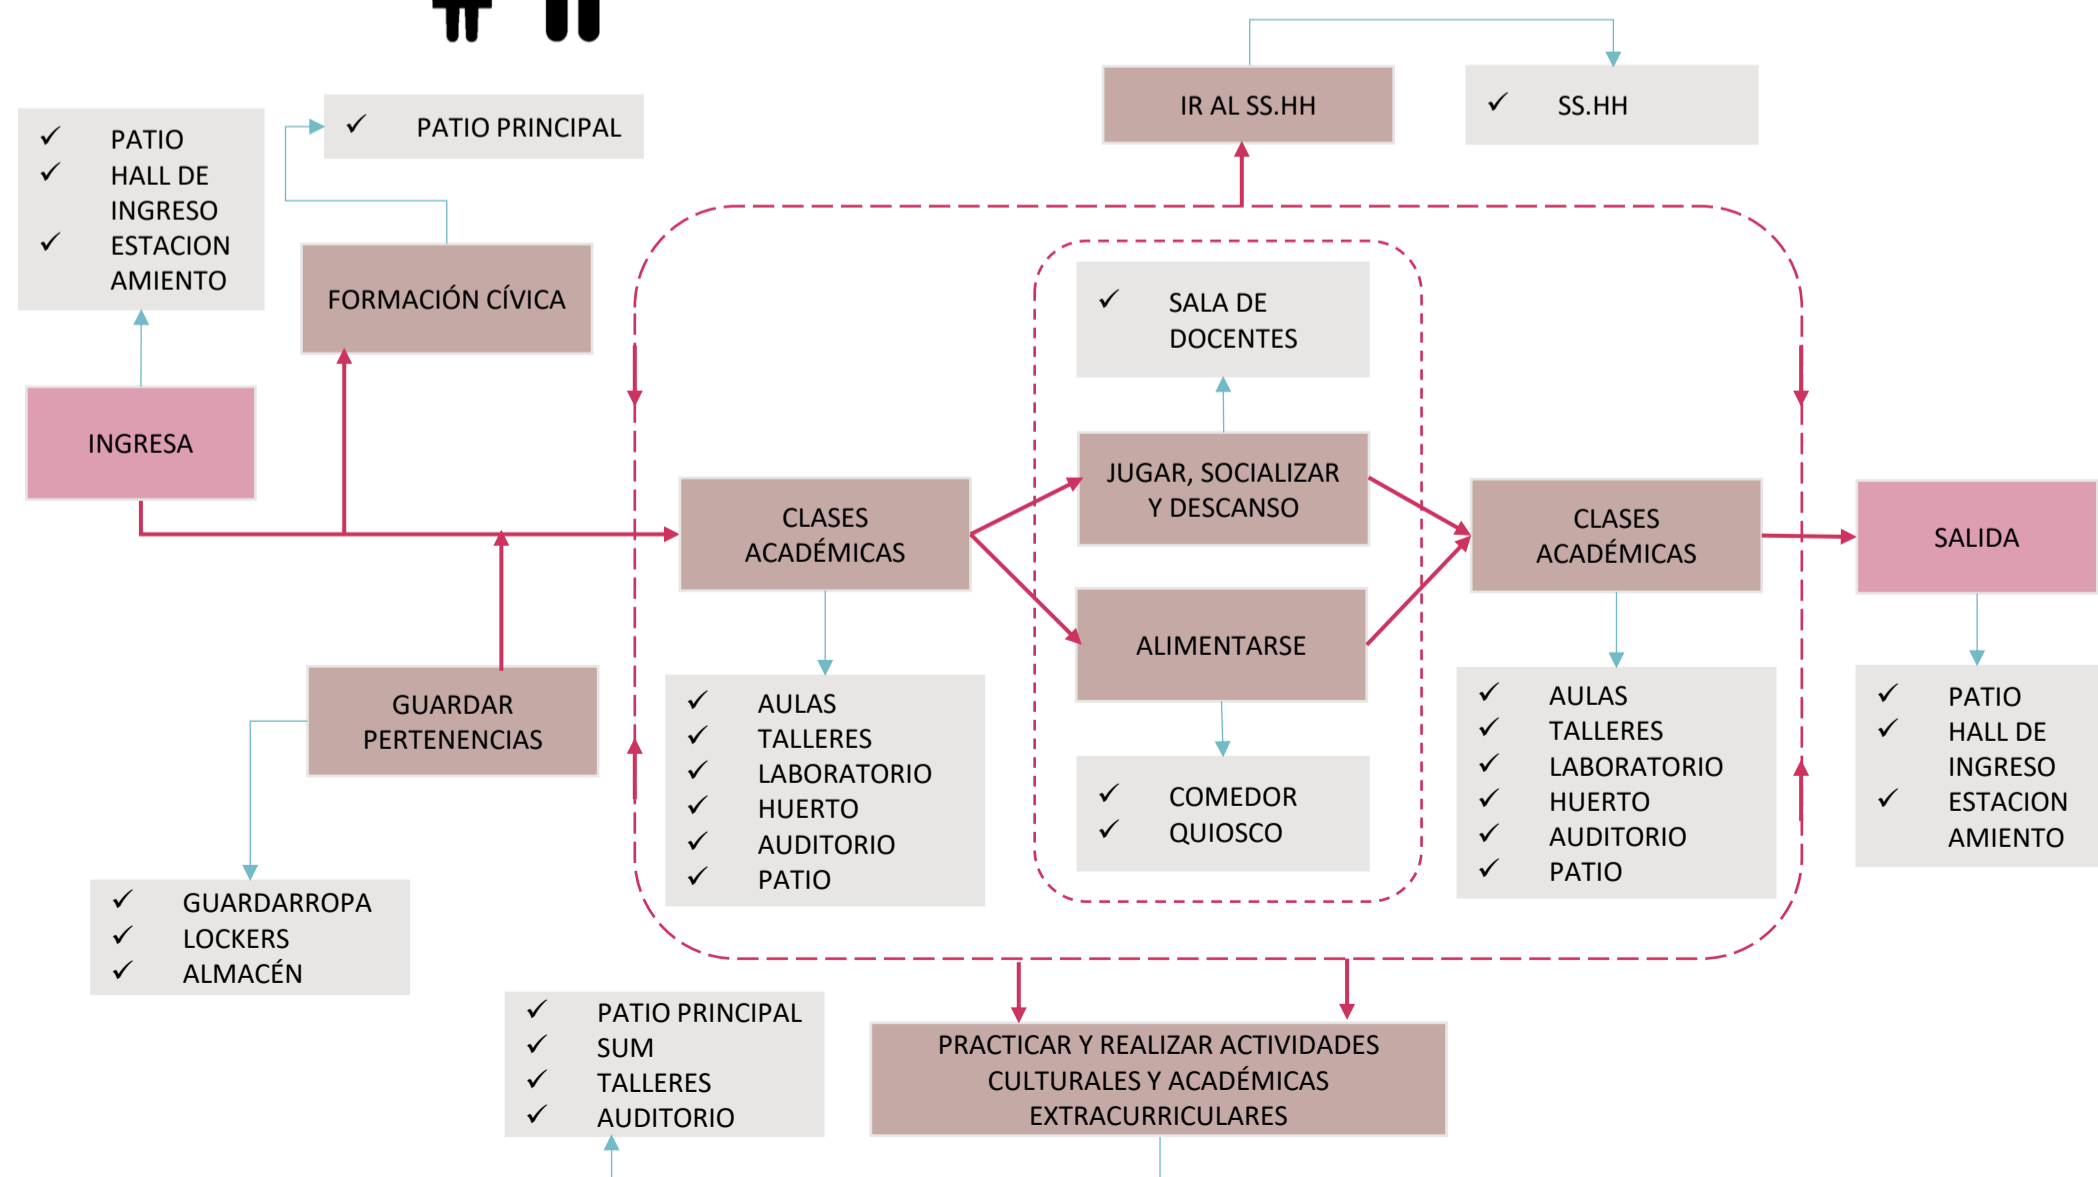 IR AL SS.HH
✓ SS.HH
✓ PATIO
✓ HALL DE
INGRESO
✓ ESTACION
AMIENTO
✓ PATIO PRINCIPAL
FORMACIÓN CÍVICA
INGRESA
GUARDAR
PERTENENCIAS
✓ GUARDARROPA
✓ LOCKERS
✓ ALMACÉN
CLASES
ACADÉMICAS
✓ AULAS
✓ TALLERES
✓ LABORATORIO
✓ HUERTO
✓ AUDITORIO
✓ PATIO
✓ SALA DE
DOCENTES
JUGAR, SOCIALIZAR
Y DESCANSO
ALIMENTARSE
✓ COMEDOR
✓ QUIOSCO
CLASES
ACADÉMICAS
✓ AULAS
✓ TALLERES
✓ LABORATORIO
✓ HUERTO
✓ AUDITORIO
✓ PATIO
SALIDA
✓ PATIO
✓ HALL DE
INGRESO
✓ ESTACION
AMIENTO
✓ PATIO PRINCIPAL
✓ SUM
✓ TALLERES
✓ AUDITORIO
PRACTICAR Y REALIZAR ACTIVIDADES
CULTURALES Y ACADÉMICAS
EXTRACURRICULARES